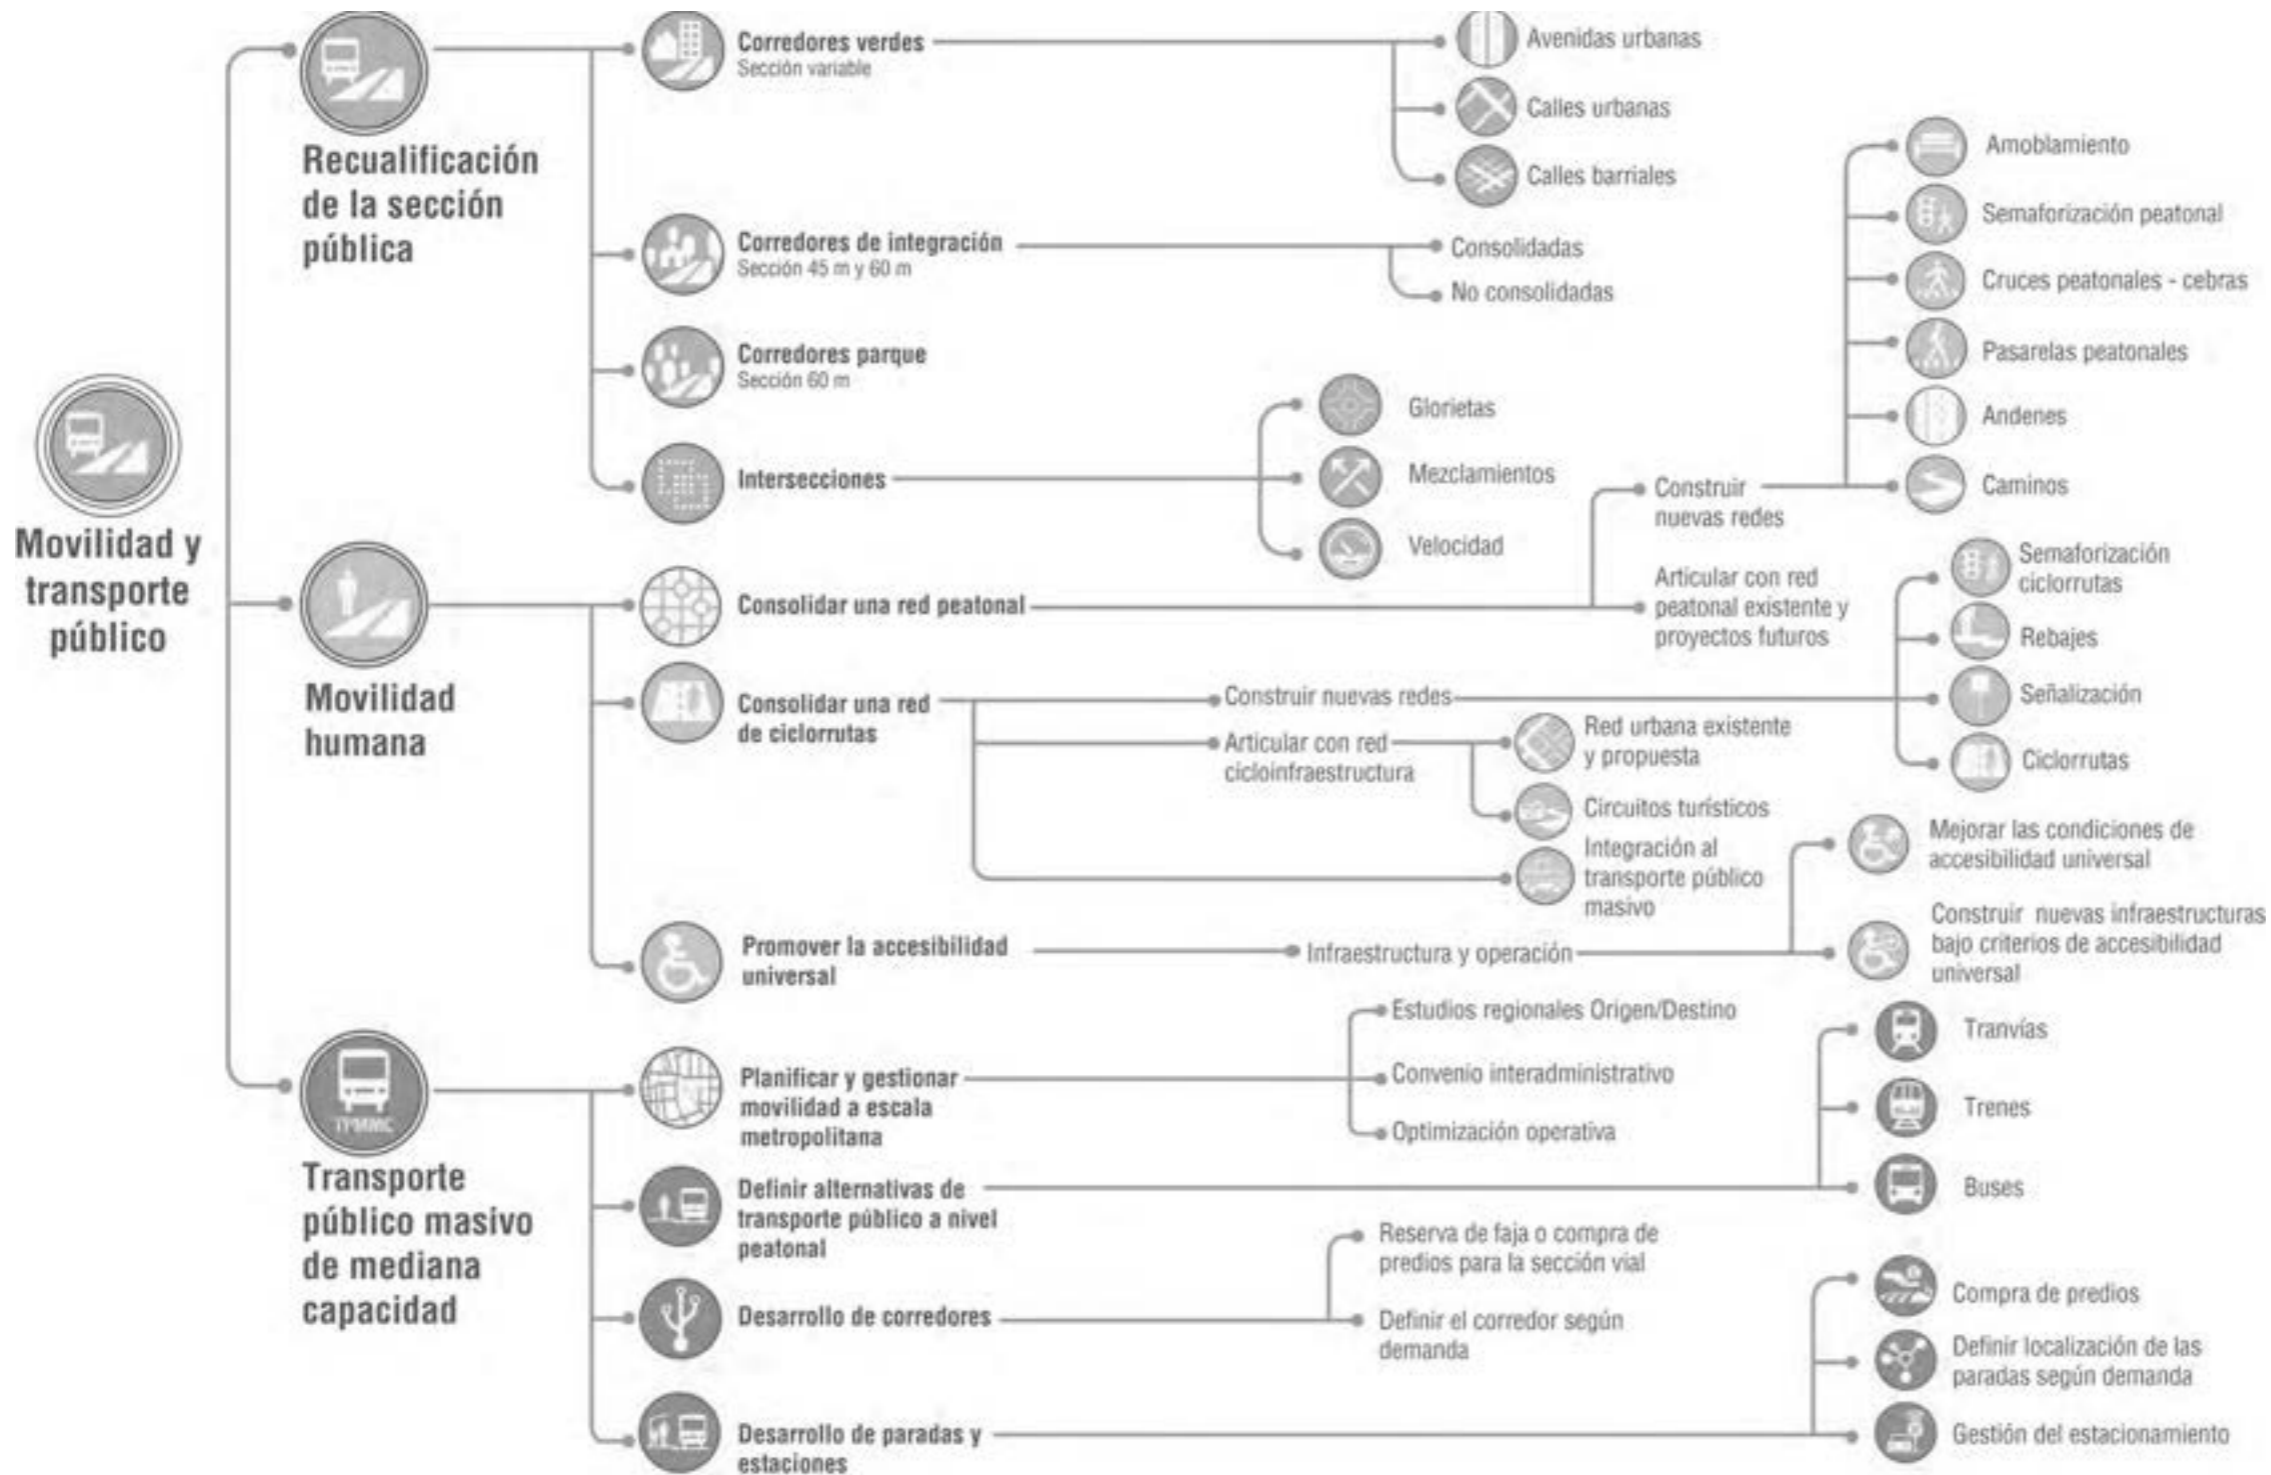 Movilidad y
transporte
público
Recualificación
de la sección
pública
Corredores verdes
Sección variable
Avenidas urbanas
Calles urbanas
Calles barriales
Corredores de integración
Sección 45 m y 60 m
Consolidadas
No consolidadas
Corredores parque
Sección 60 m
Intersecciones
Glorietas
Mezclamientos
Velocidad
Movilidad
humana
Consolidar una red peatonal
Construir
nuevas redes
Amoblamiento
Semaforización peatonal
Cruces peatonales - cebras
Pasarelas peatonales
Andenes
Caminos
Articular con red
peatonal existente y
proyectos futuros
Consolidar una red
de ciclorrutas
Construir nuevas redes
Semaforización
ciclorrutas
Rebajes
Señalización
Ciclorrutas
Articular con red
cicloinfraestructura
Red urbana existente
y propuesta
Circuitos turísticos
Integración al
transporte público
masivo
Promover la accesibilidad
universal
Infraestructura y operación
Mejorar las condiciones de
accesibilidad universal
Construir nuevas infraestructuras
bajo criterios de accesibilidad
universal
TPMMC
Transporte
público masivo
de mediana
capacidad
Planificar y gestionar
movilidad a escala
metropolitana
Estudios regionales Origen/Destino
Convenio interadministrativo
Optimización operativa
Definir alternativas de
transporte público a nivel
peatonal
Tranvías
Trenes
Buses
Desarrollo de corredores
Reserva de faja o compra de
predios para la sección vial
Definir el corredor según
demanda
Desarrollo de paradas y
estaciones
Compra de predios
Definir localización de las
paradas según demanda
Gestión del estacionamiento